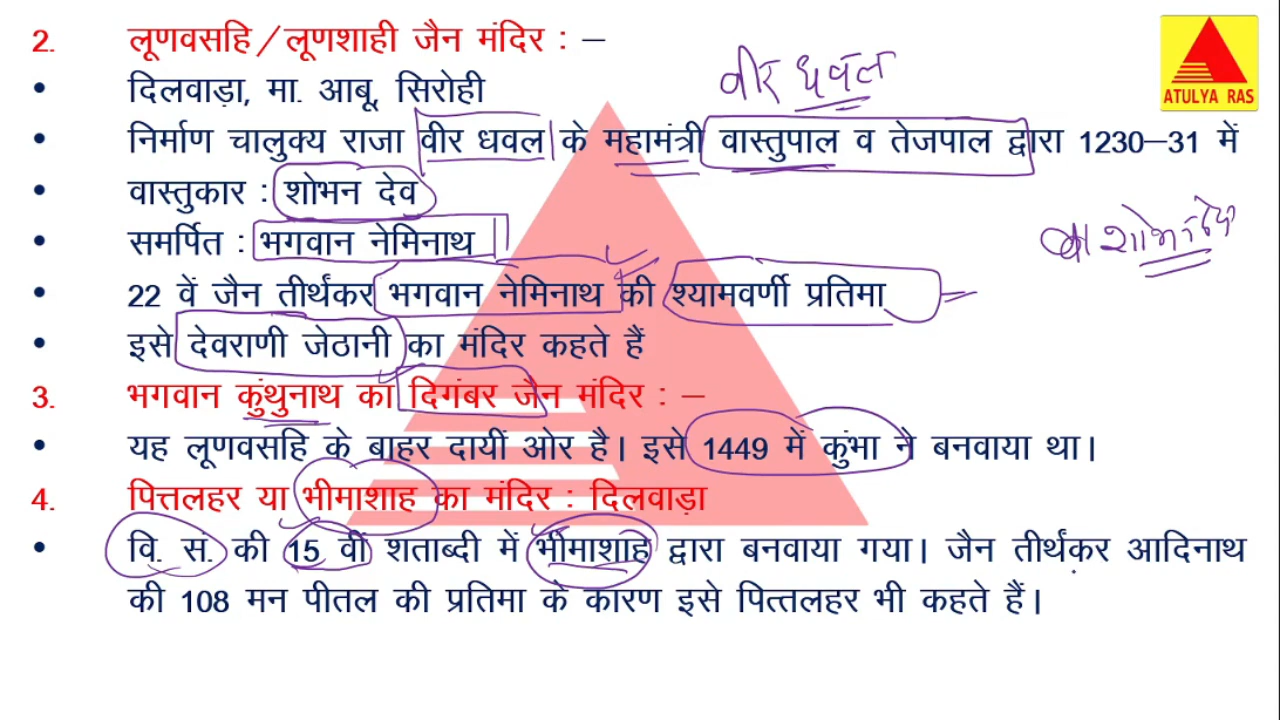 2. लूणवसहि/लूणशाही जैन मंदिर : –
वीर धवल
ATULYA RAS
• दिलवाड़ा, मा. आबू, सिरोही
• निर्माण चालुक्य राजा वीर धवल के महामंत्री वास्तुपाल व तेजपाल द्वारा 1230–31 में
• वास्तुकार : शोभन देव
• समर्पित : भगवान नेमिनाथ
• 22 वें जैन तीर्थंकर भगवान नेमिनाथ की श्यामवर्णी प्रतिमा
• इसे देवराणी जेठानी का मंदिर कहते हैं
3. भगवान कुंथुनाथ का दिगंबर जैन मंदिर : –
• यह लूणवसहि के बाहर दायीं ओर है। इसे 1449 में कुंभा ने बनवाया था।
4. पित्तलहर या भीमाशाह का मंदिर : दिलवाड़ा
• वि. सं. की 15 वीं शताब्दी में भीमाशाह द्वारा बनवाया गया। जैन तीर्थंकर आदिनाथ
की 108 मन पीतल की प्रतिमा के कारण इसे पित्तलहर भी कहते हैं।